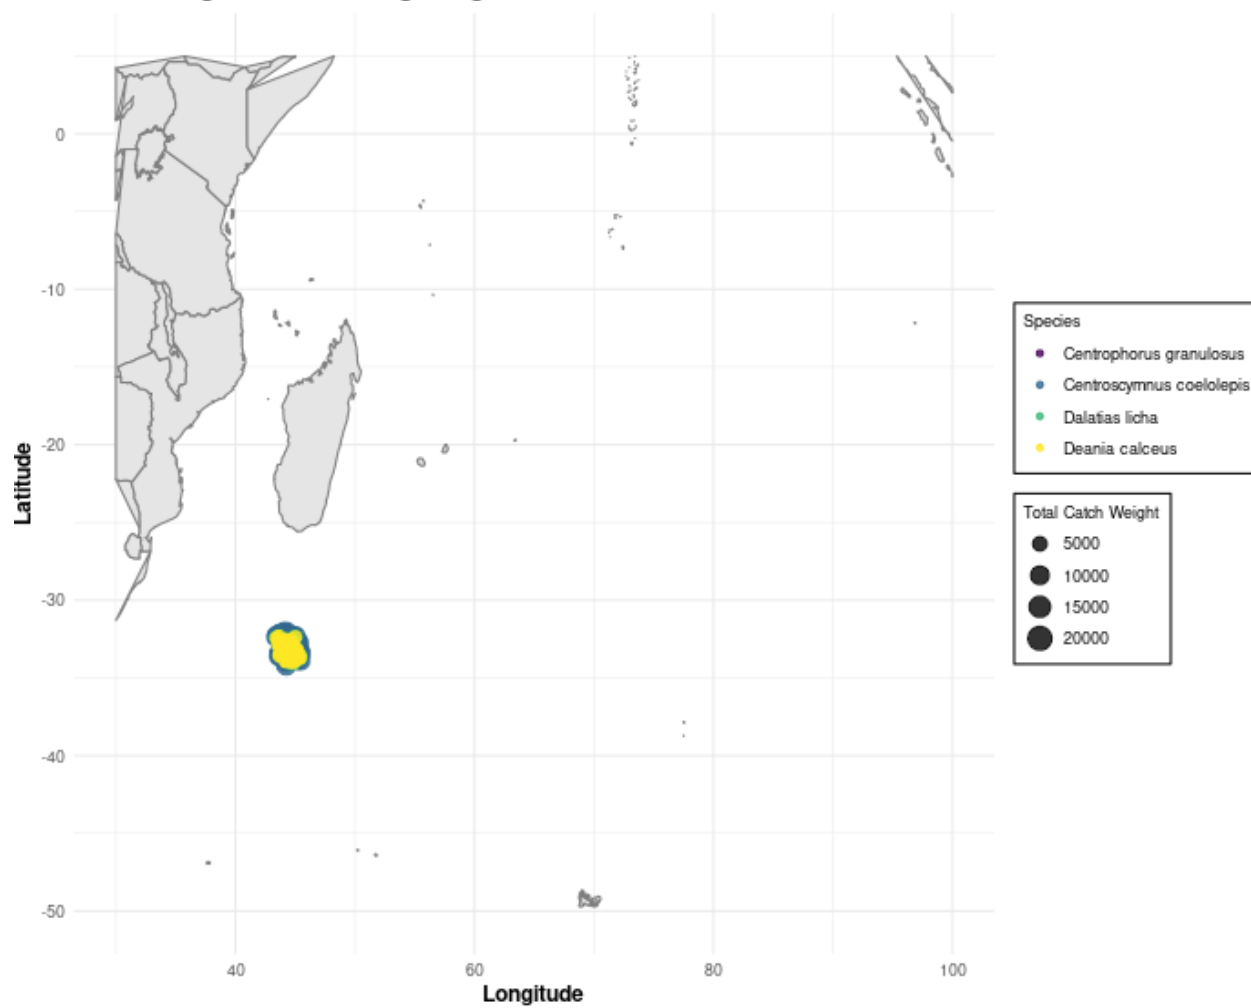 0
-10
-20
-30
-40
-50
Latitude
40
60
80
100
Longitude
Species
Centrophorus granulosus
Centroscymnus coelolepis
Dalatias licha
Deania calceus
Total Catch Weight
5000
10000
15000
20000